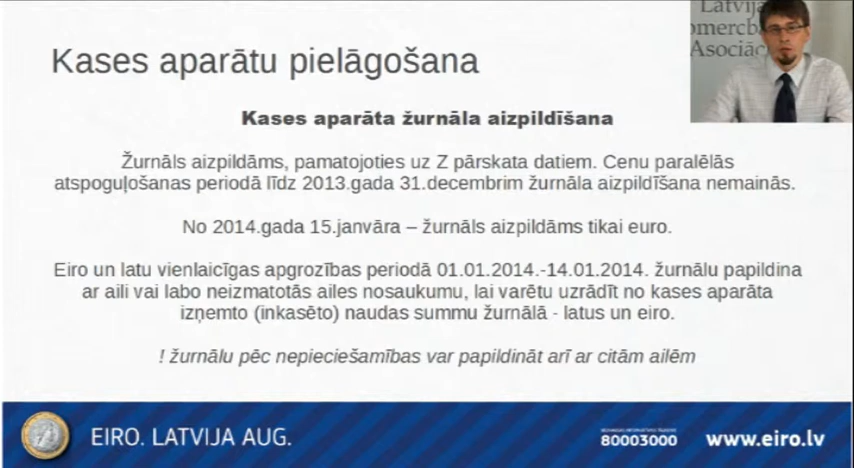 Latvija
omercb
Asociāc
Kases aparātu pielāgošana
Kases aparāta žurnāla aizpildīšana
Žurnāls aizpildāms, pamatojoties uz Z pārskata datiem. Cenu paralēlās
atspoguļošanas periodā līdz 2013.gada 31.decembrim žurnāla aizpildīšana nemainās.
No 2014.gada 15.janvāra – žurnāls aizpildāms tikai euro.
Eiro un latu vienlaicīgas apgrozības periodā 01.01.2014.-14.01.2014. žurnālu papildina
ar aili vai labo neizmatotās ailes nosaukumu, lai varētu uzrādīt no kases aparāta
izņemto (inkasēto) naudas summu žurnālā - latus un eiro.
! žurnālu pēc nepieciešamības var papildināt arī ar citām ailēm
EIRO. LATVIJA AUG.
80003000
www.eiro.lv